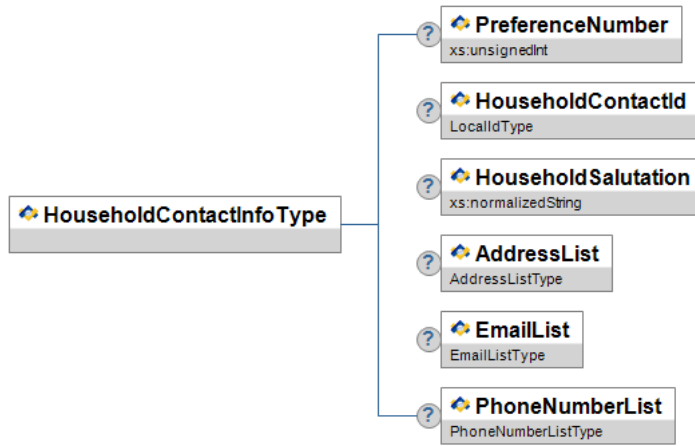 ?
PreferenceNumber
xs:unsignedInt
?
HouseholdContactId
LocalIdType
?
HouseholdSalutation
xs:normalizedString
HouseholdContactInfoType
?
AddressList
AddressListType
?
EmailList
EmailListType
?
PhoneNumberList
PhoneNumberListType